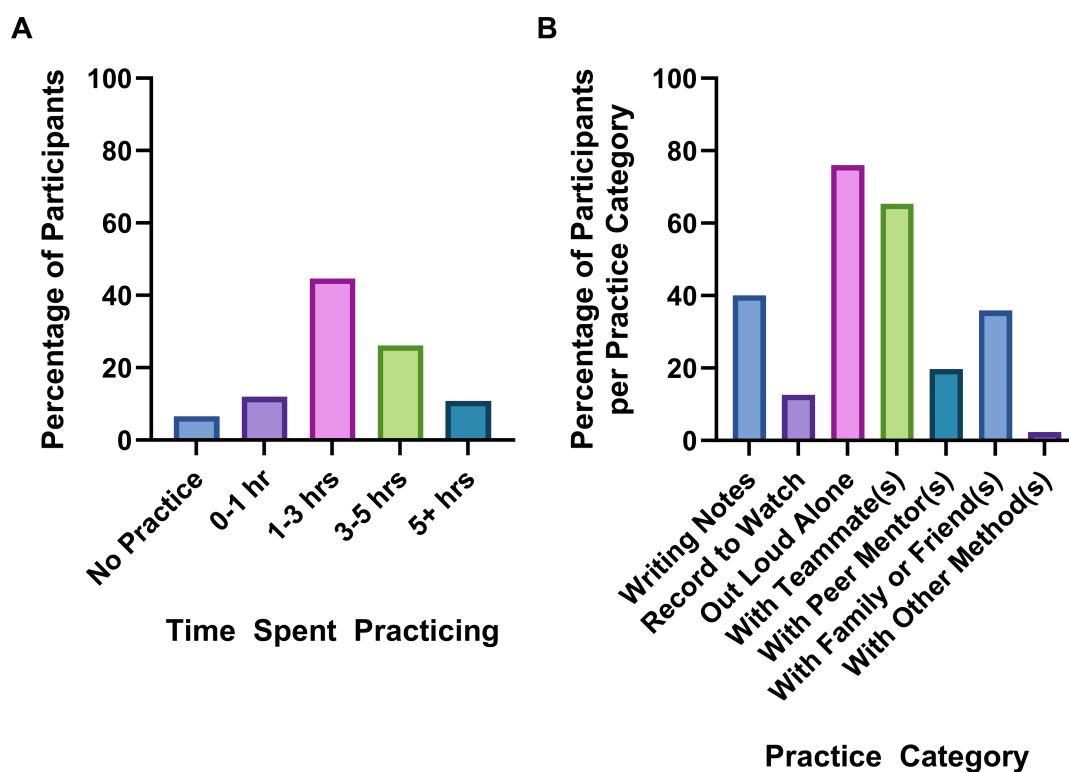 A
Percentage of Participants
100
80
60
40
20
0
No Practice
0-1 hr
1-3 hrs
3-5 hrs
5+ hrs
Time Spent Practicing
B
Percentage of Participants
per Practice Category
100
80
60
40
20
0
Writing Notes
Record to Watch
Out Loud Alone
With Teammate(s)
With Peer Mentor(s)
With Family or Friend(s)
With Other Method(s)
Practice Category